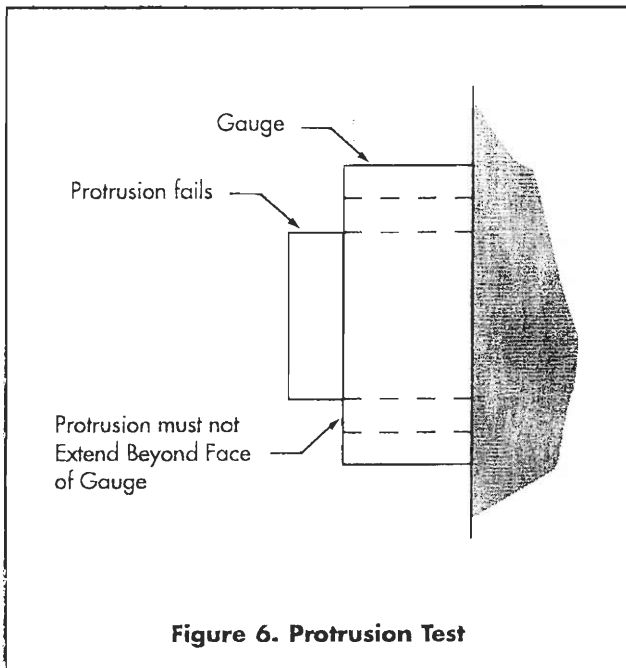 Gauge
Protrusion fails
Protrusion must not
Extend Beyond Face
of Gauge
Figure 6. Protrusion Test